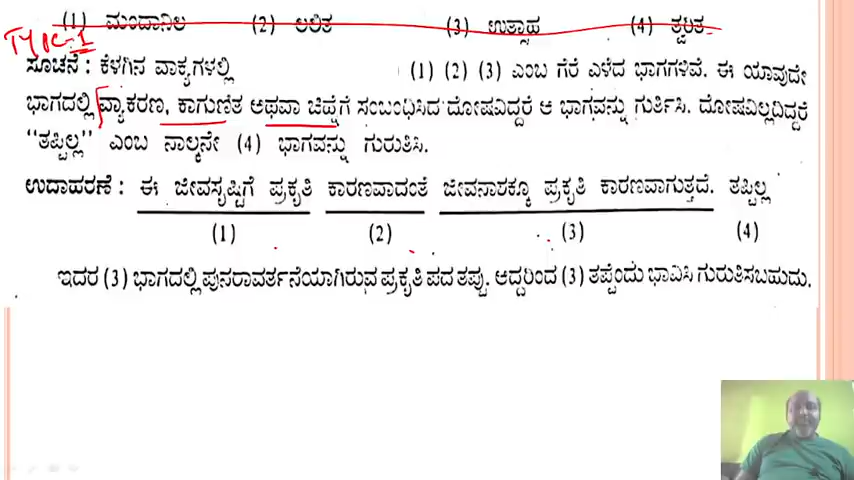 (1) ಮಂದಾನಿಲ (2) ಲಲಿತ (3) ಉತ್ಸಾಹ (4) ತ್ವಟಿತ
TYPE-1
ಸೂಚನೆ : ಕೆಳಗಿನ ವಾಕ್ಯಗಳಲ್ಲಿ (1) (2) (3) ಎಂಬ ಗೆರೆ ಎಳೆದ ಭಾಗಗಳಿವೆ. ಈ ಯಾವುದೇ
ಭಾಗದಲ್ಲಿ ವ್ಯಾಕರಣ, ಕಾಗುಣಿತ ಅಥವಾ ಚಿಹ್ನೆಗೆ ಸಂಬಂಧಿಸಿದ ದೋಷವಿದ್ದರೆ ಆ ಭಾಗವನ್ನು ಗುರ್ತಿಸಿ. ದೋಷವಿಲ್ಲದಿದ್ದರೆ
“ತಪ್ಪಿಲ್ಲ” ಎಂಬ ನಾಲ್ಕನೇ (4) ಭಾಗವನ್ನು ಗುರುತಿಸಿ.
ಉದಾಹರಣೆ : ಈ ಜೀವಸೃಷ್ಟಿಗೆ ಪ್ರಕೃತಿ ಕಾರಣವಾದಂತೆ ಜೀವನಾಶಕ್ಕೂ ಪ್ರಕೃತಿ ಕಾರಣವಾಗುತ್ತದೆ. ತಪ್ಪಿಲ್ಲ
(1) (2) (3) (4)
ಇದರ (3) ಭಾಗದಲ್ಲಿ ಪುನರಾವರ್ತನೆಯಾಗಿರುವ ಪ್ರಕೃತಿ ಪದ ತಪ್ಪು. ಆದ್ದರಿಂದ (3) ತಪ್ಪೆಂದು ಭಾವಿಸಿ ಗುರುತಿಸಬಹುದು.